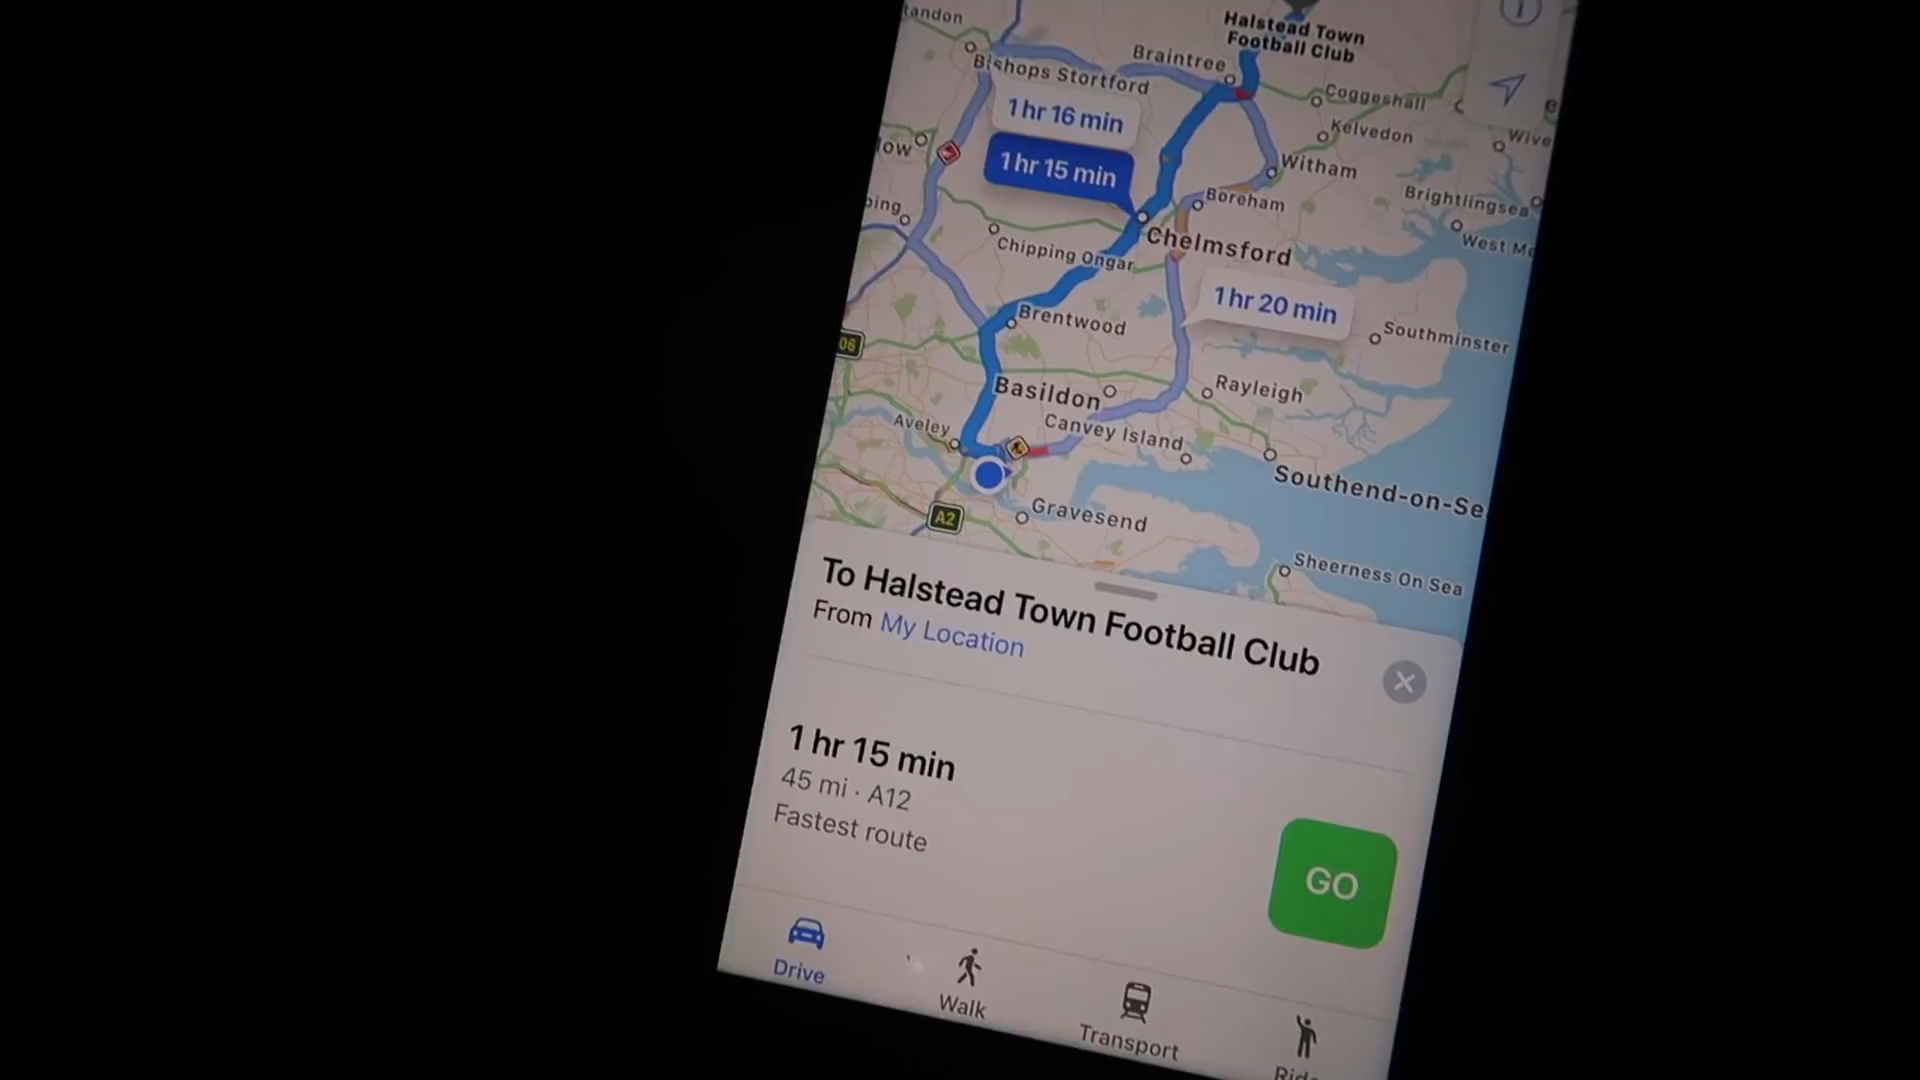 Halstead Town
Football Club
Braintree
Bishops Stortford
Coggeshall
Kelvedon
1 hr 16 min
Witham
1 hr 15 min
Boreham
Brightlingsea
Chelmsford
Chipping Ongar
1 hr 20 min
Brentwood
Southminster
Basildon
Rayleigh
Aveley
Canvey Island
Southend-on-Se
A2
Gravesend
Sheerness On Sea
To Halstead Town Football Club
From My Location
1 hr 15 min
45 mi · A12
Fastest route
GO
Drive
Walk
Transport